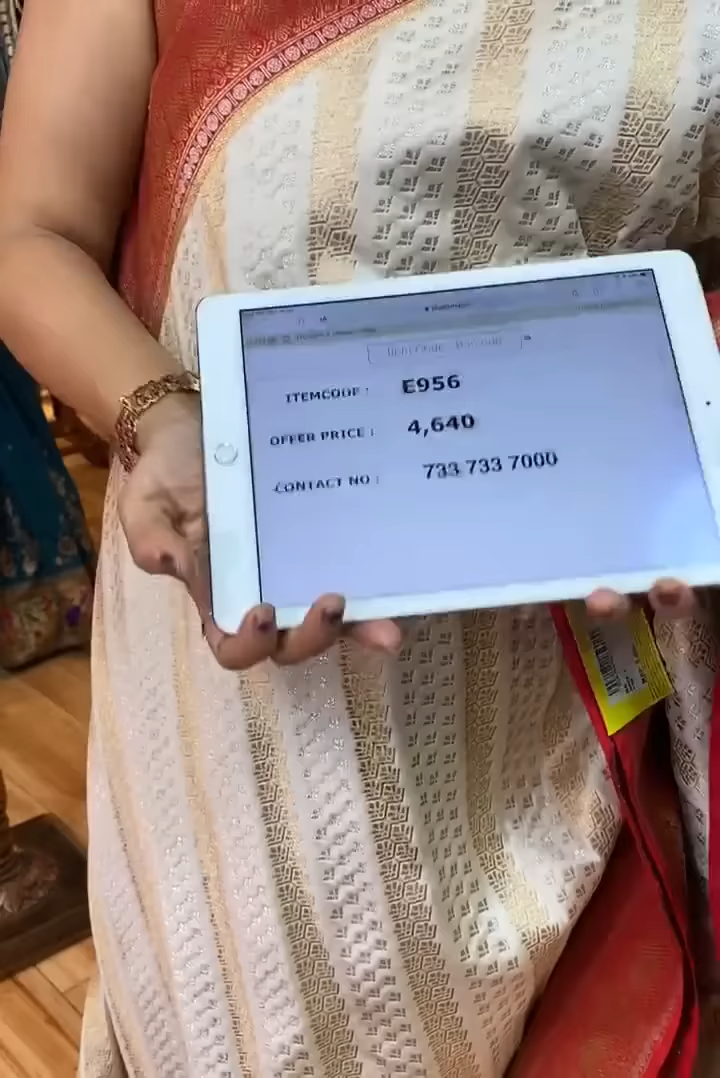 ITEMCODE : E956
OFFER PRICE : 4,640
CONTACT NO : 733 733 7000